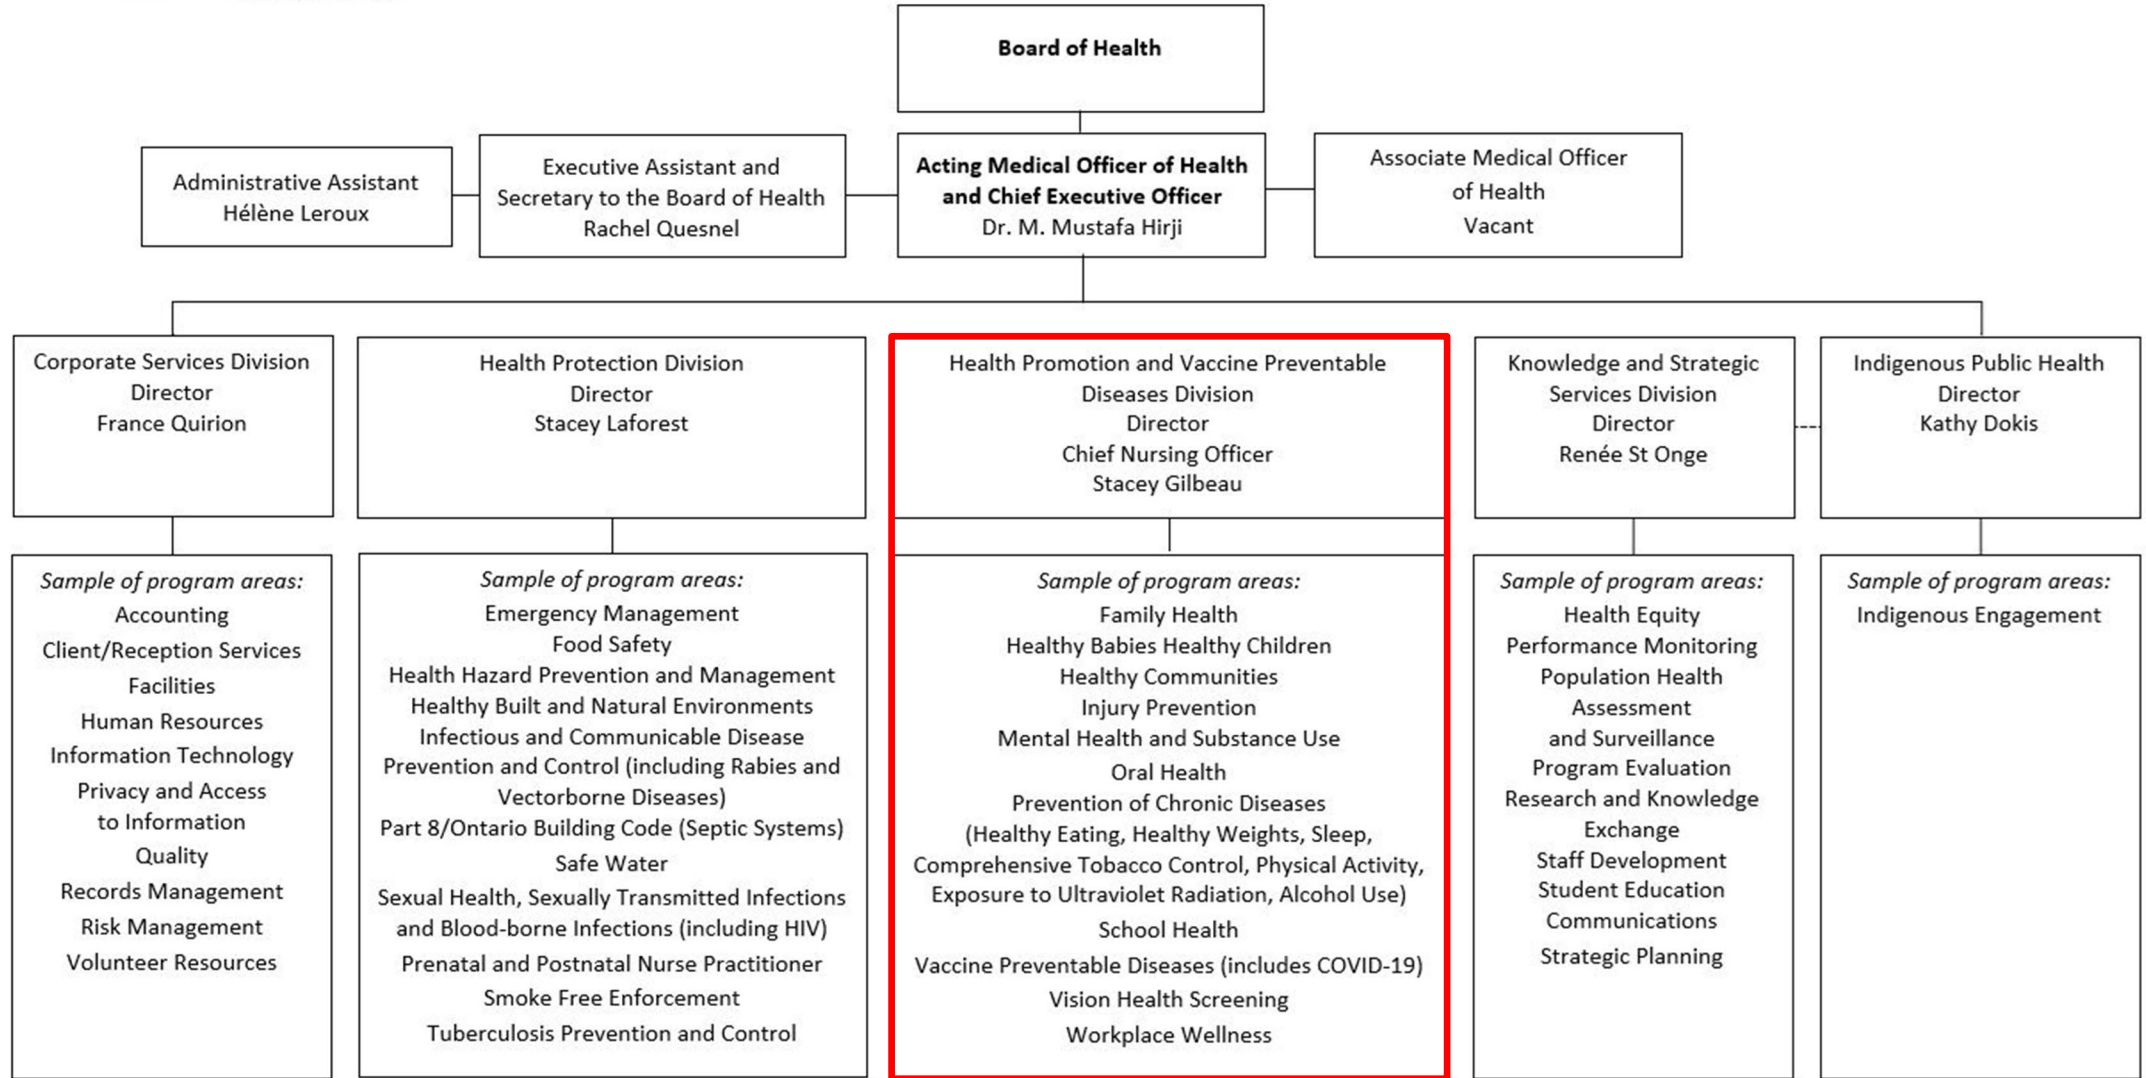 Board of Health
Administrative Assistant
Hélène Leroux
Executive Assistant and
Secretary to the Board of Health
Rachel Quesnel
Acting Medical Officer of Health
and Chief Executive Officer
Dr. M. Mustafa Hirji
Associate Medical Officer
of Health
Vacant
Corporate Services Division
Director
France Quirion
Health Protection Division
Director
Stacey Laforest
Health Promotion and Vaccine Preventable
Diseases Division
Director
Chief Nursing Officer
Stacey Gilbeau
Knowledge and Strategic
Services Division
Director
Renée St Onge
Indigenous Public Health
Director
Kathy Dokis
Sample of program areas:
Accounting
Client/Reception Services
Facilities
Human Resources
Information Technology
Privacy and Access
to Information
Quality
Records Management
Risk Management
Volunteer Resources
Sample of program areas:
Emergency Management
Food Safety
Health Hazard Prevention and Management
Healthy Built and Natural Environments
Infectious and Communicable Disease
Prevention and Control (including Rabies and
Vectorborne Diseases)
Part 8/Ontario Building Code (Septic Systems)
Safe Water
Sexual Health, Sexually Transmitted Infections
and Blood-borne Infections (including HIV)
Prenatal and Postnatal Nurse Practitioner
Smoke Free Enforcement
Tuberculosis Prevention and Control
Sample of program areas:
Family Health
Healthy Babies Healthy Children
Healthy Communities
Injury Prevention
Mental Health and Substance Use
Oral Health
Prevention of Chronic Diseases
(Healthy Eating, Healthy Weights, Sleep,
Comprehensive Tobacco Control, Physical Activity,
Exposure to Ultraviolet Radiation, Alcohol Use)
School Health
Vaccine Preventable Diseases (includes COVID-19)
Vision Health Screening
Workplace Wellness
Sample of program areas:
Health Equity
Performance Monitoring
Population Health
Assessment
and Surveillance
Program Evaluation
Research and Knowledge
Exchange
Staff Development
Student Education
Communications
Strategic Planning
Sample of program areas:
Indigenous Engagement